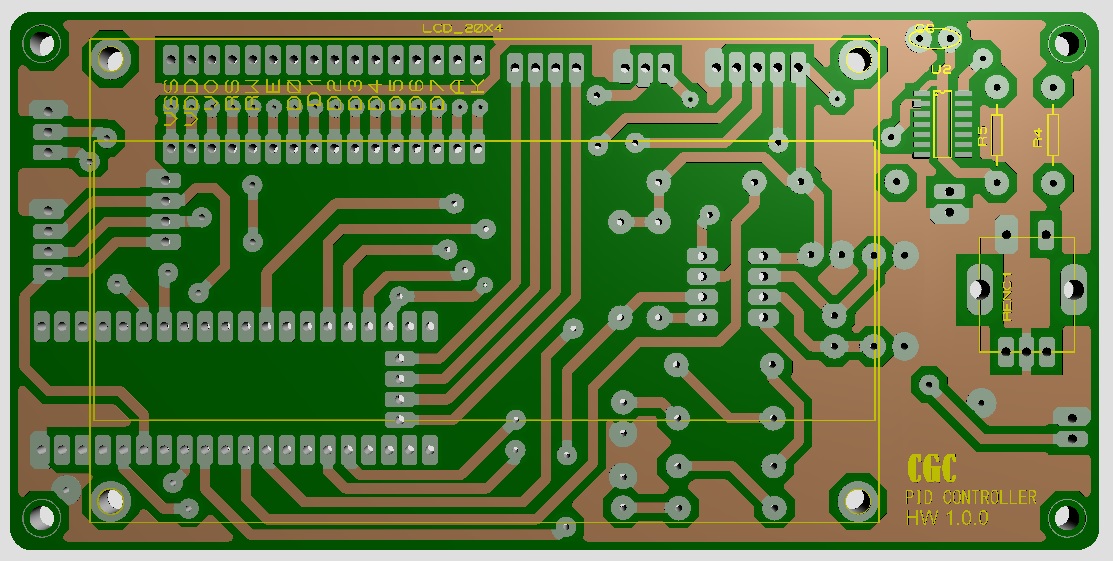 LCD_20X4
VSS
VDD
VO
RS
RW
E
D0
D1
D2
D3
D4
D5
D6
D7
A
K
U2
R5
R4
RENC1
CGC
PID CONTROLLER
HW 1.0.0